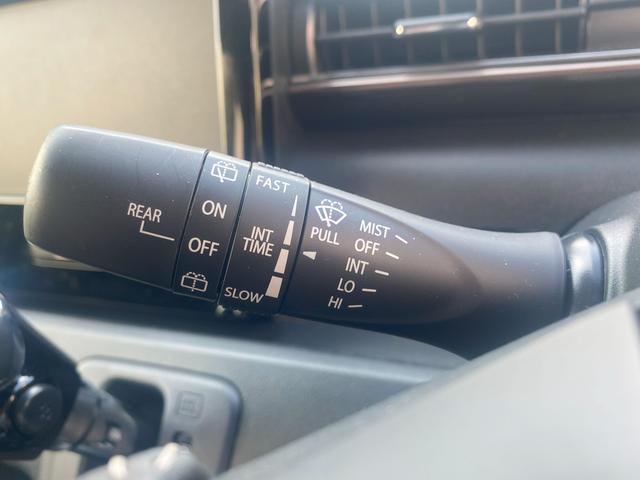 REAR
ON
OFF
FAST
INT
TIME
SLOW
PULL
MIST
OFF
INT
LO
HI